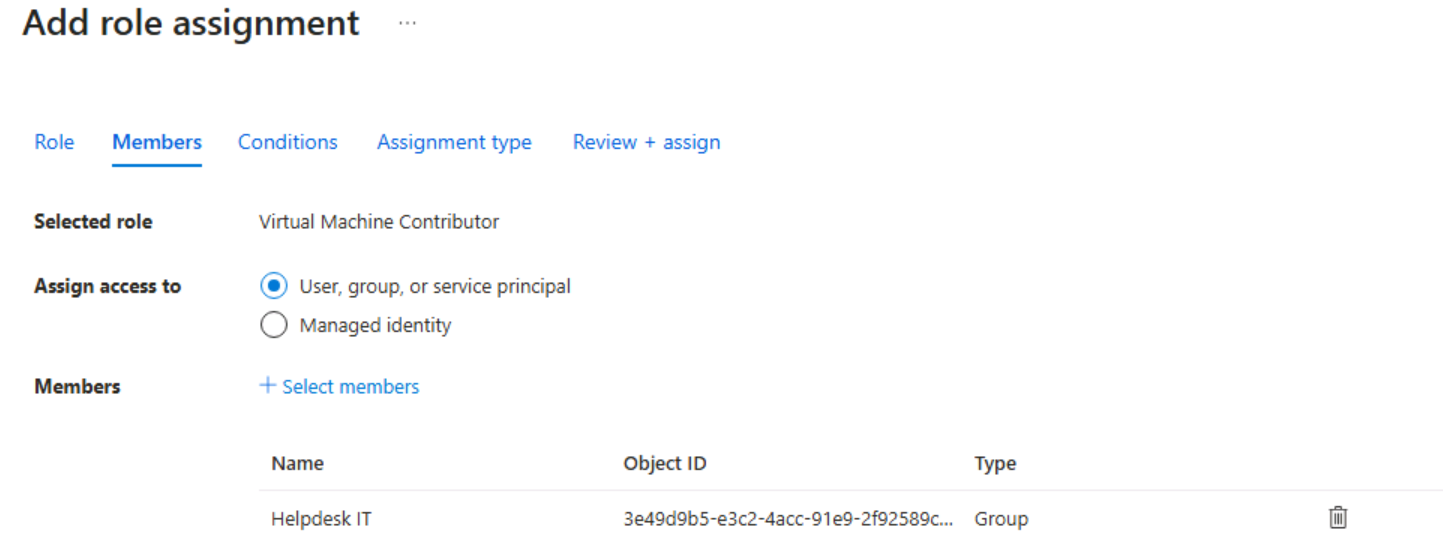 Add role assignment ...
Role Members Conditions Assignment type Review + assign
Selected role Virtual Machine Contributor
Assign access to User, group, or service principal
Managed identity
Members + Select members
Name Object ID Type
Helpdesk IT 3e49d9b5-e3c2-4acc-91e9-2f92589c... Group